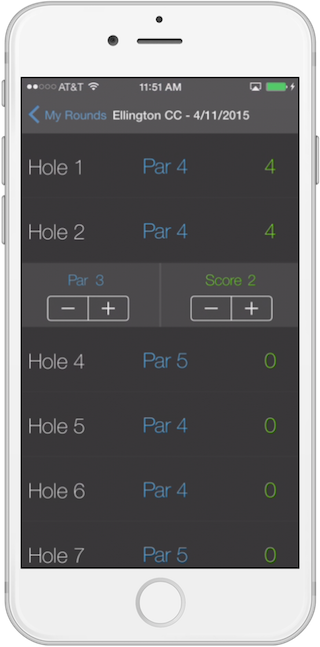 AT&T 11:51 AM
My Rounds Ellington CC - 4/11/2015
Hole 1 Par 4 4
Hole 2 Par 4 4
Par 3 Score 2
− + − +
Hole 4 Par 5 0
Hole 5 Par 4 0
Hole 6 Par 4 0
Hole 7 Par 5 0